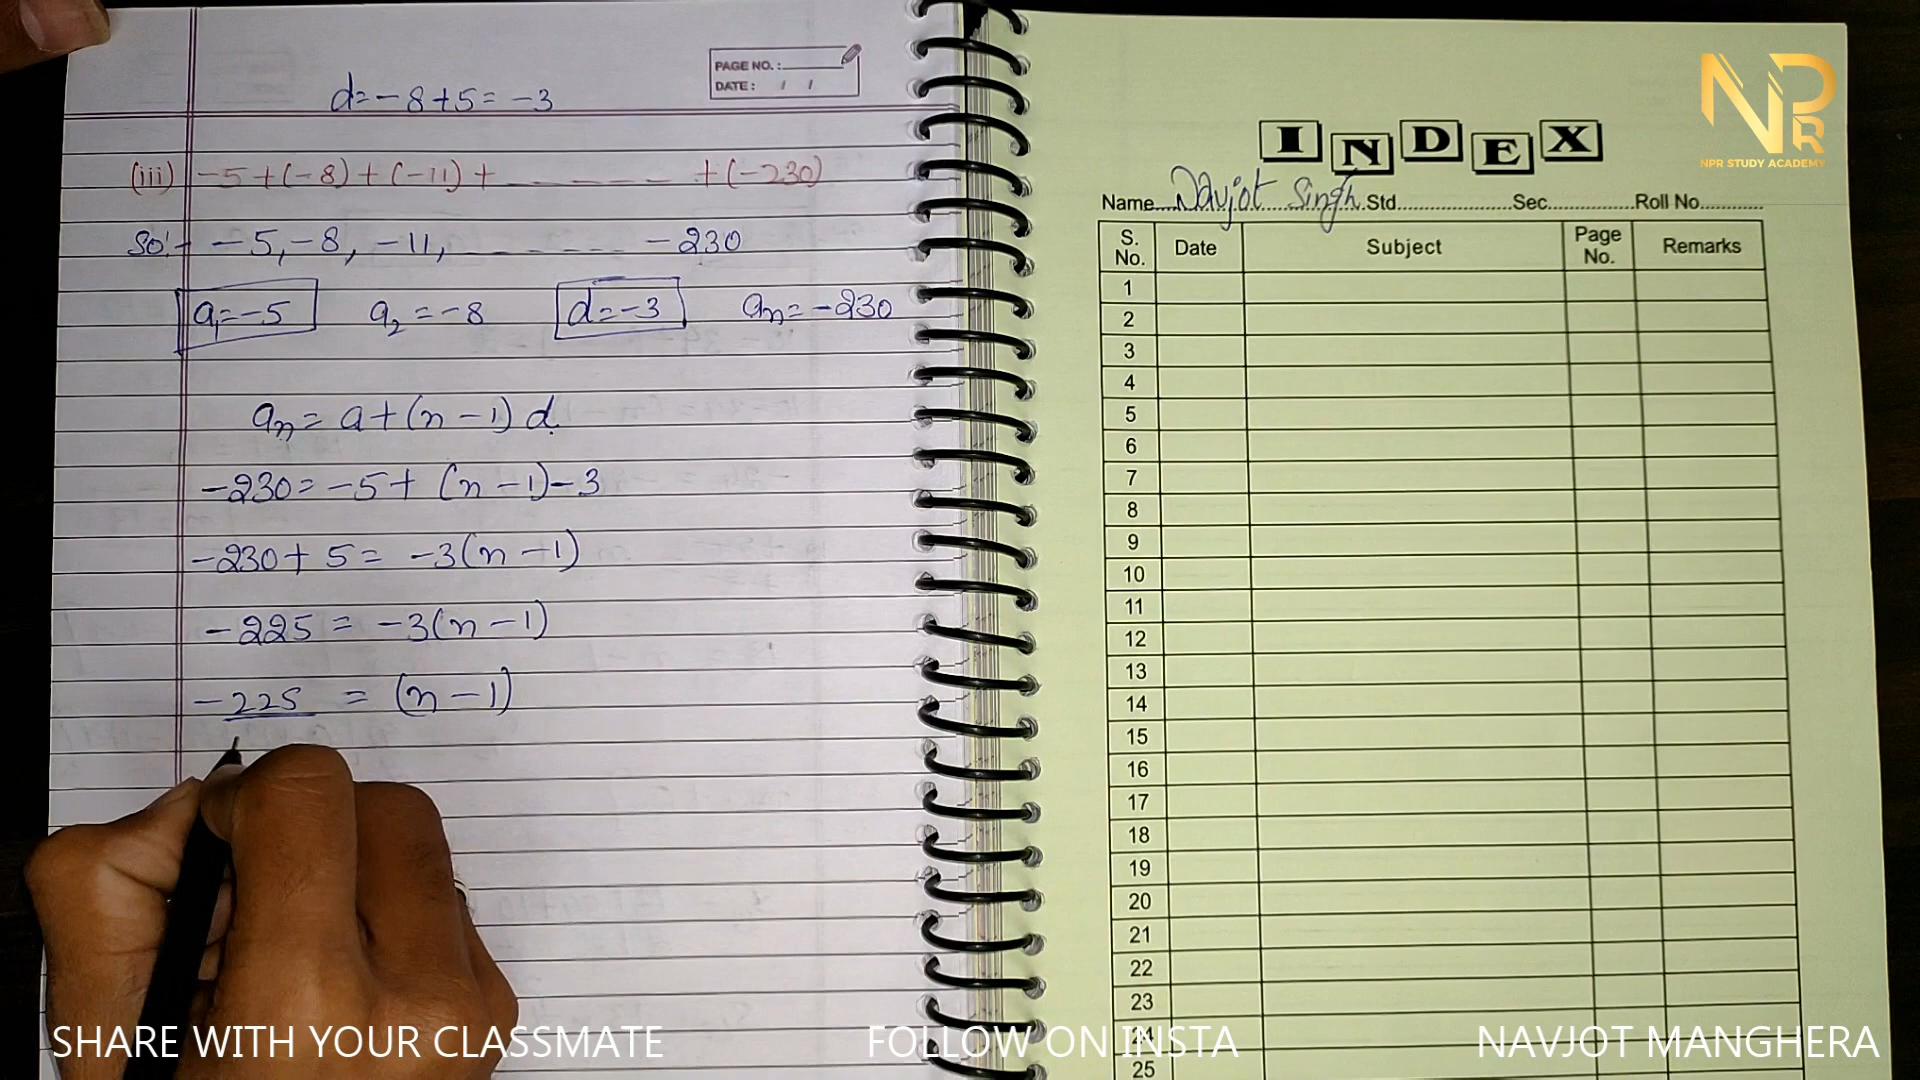 PAGE NO. :
DATE : / /
d = -8+5 = -3
(iii) -5 + (-8) + (-11) + ------- + (-230)
So:- -5, -8, -11, ------- -230
a₁=-5 a₂ = -8 d=-3 aₙ = -230
aₙ = a + (n-1) d
-230 = -5 + (n-1)-3
-230 + 5 = -3(n-1)
-225 = -3(n-1)
-225 = (n-1)
NPR
NPR STUDY ACADEMY
INDEX
Name....Navjot Singh.Std....................Sec...............Roll No............
S. No. Date Subject Page No. Remarks
1
2
3
4
5
6
7
8
9
10
11
12
13
14
15
16
17
18
19
20
21
22
23
24
25
SHARE WITH YOUR CLASSMATE FOLLOW ON INSTA NAVJOT MANGHERA